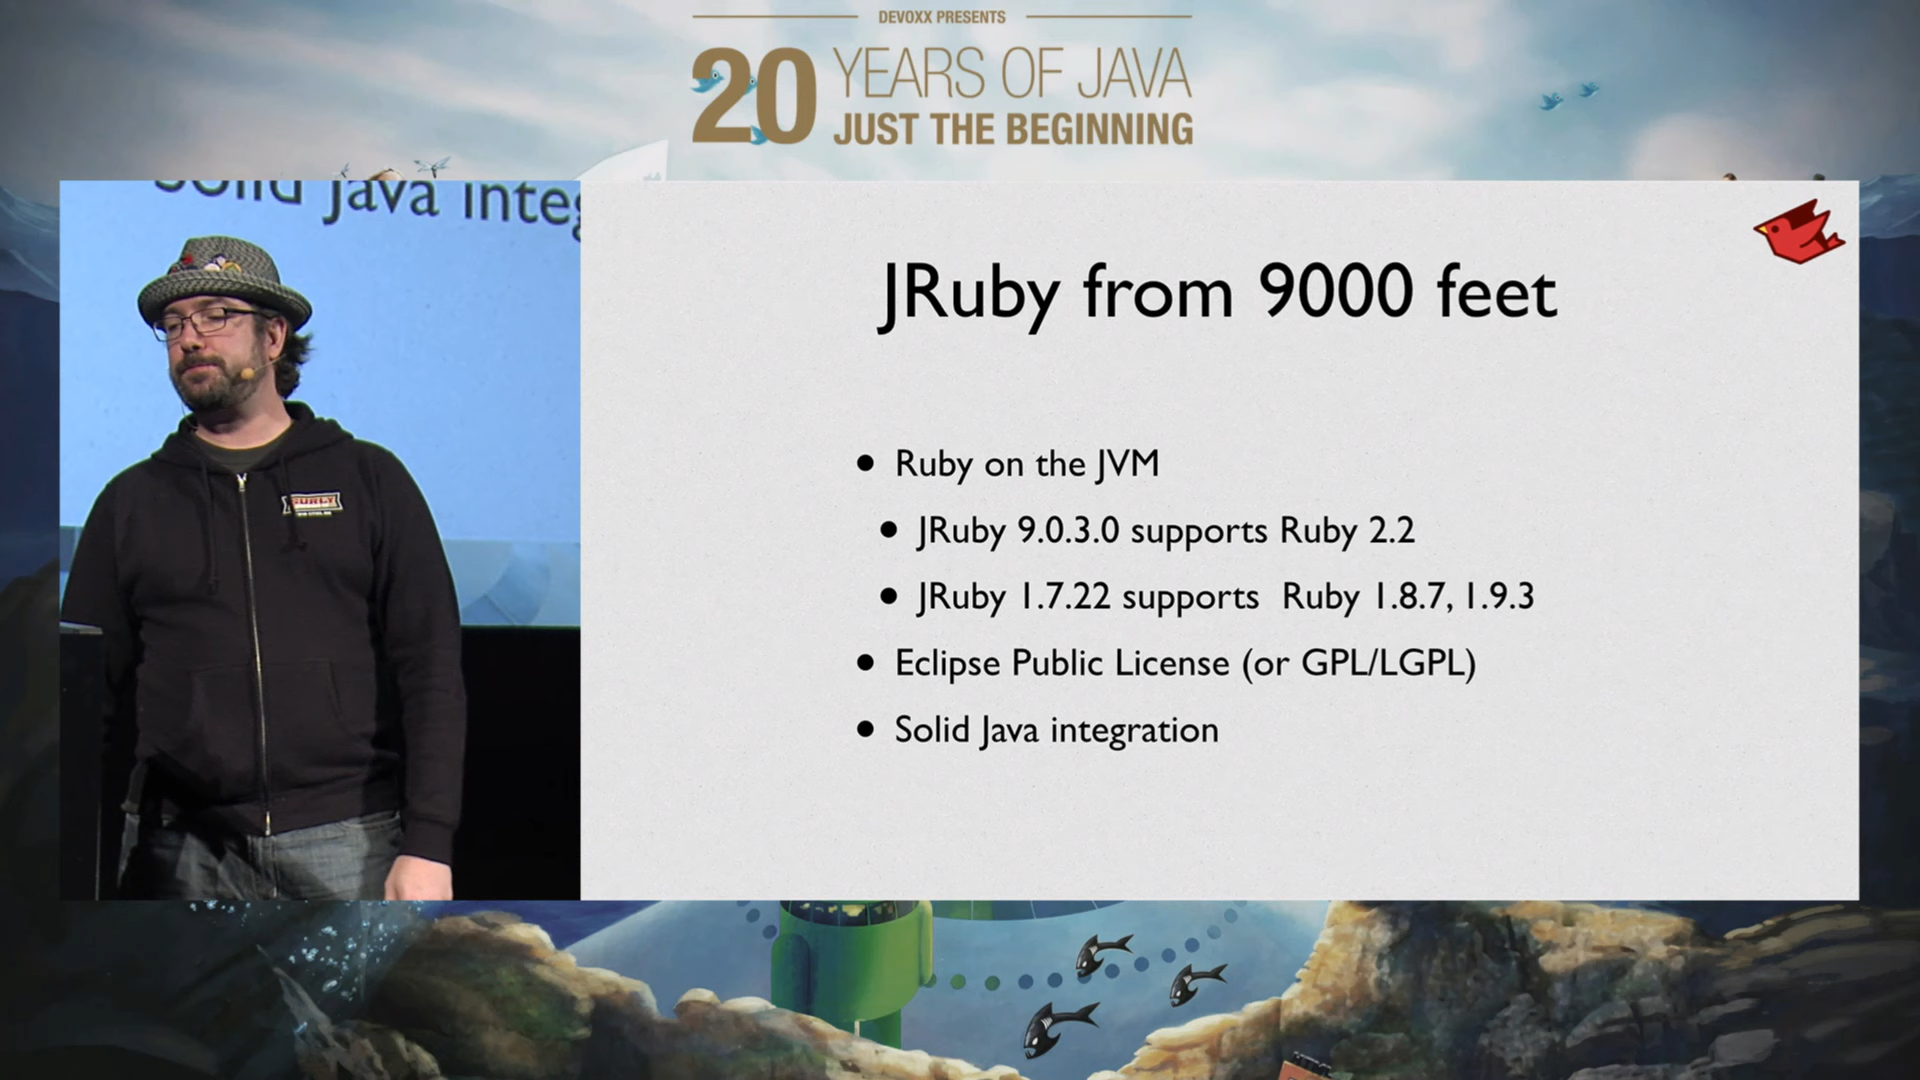 DEVOXX PRESENTS
20 YEARS OF JAVA
JUST THE BEGINNING
Solid Java integ
JRuby from 9000 feet
• Ruby on the JVM
• JRuby 9.0.3.0 supports Ruby 2.2
• JRuby 1.7.22 supports  Ruby 1.8.7, 1.9.3
• Eclipse Public License (or GPL/LGPL)
• Solid Java integration